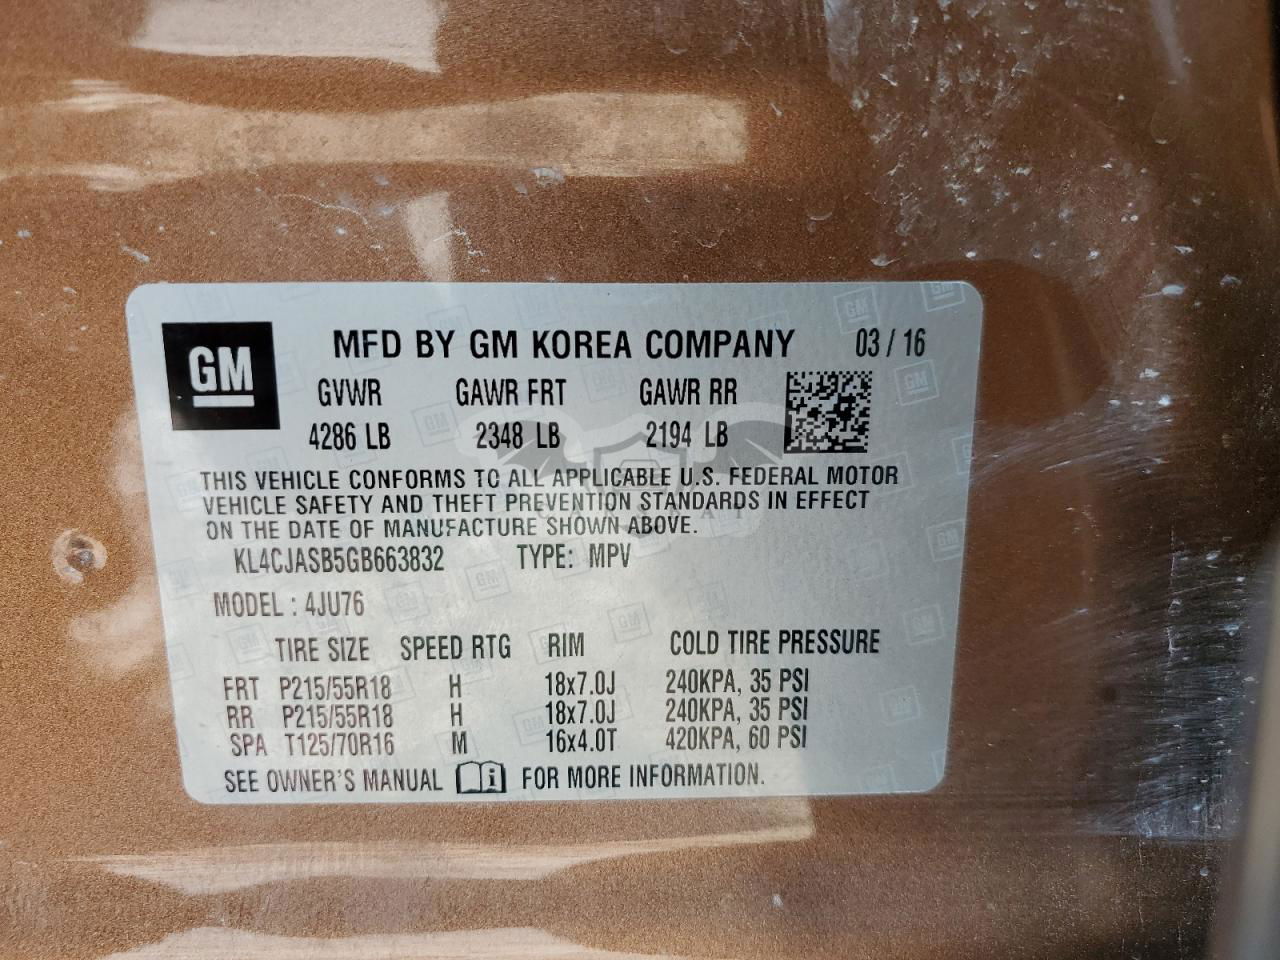 GM
MFD BY GM KOREA COMPANY 03 / 16
GVWR GAWR FRT GAWR RR
4286 LB 2348 LB 2194 LB
THIS VEHICLE CONFORMS TO ALL APPLICABLE U.S. FEDERAL MOTOR
VEHICLE SAFETY AND THEFT PREVENTION STANDARDS IN EFFECT
ON THE DATE OF MANUFACTURE SHOWN ABOVE.
KL4CJASB5GB663832 TYPE: MPV
MODEL : 4JU76
TIRE SIZE SPEED RTG RIM COLD TIRE PRESSURE
FRT P215/55R18 H 18x7.0J 240KPA, 35 PSI
RR P215/55R18 H 18x7.0J 240KPA, 35 PSI
SPA T125/70R16 M 16x4.0T 420KPA, 60 PSI
SEE OWNER'S MANUAL FOR MORE INFORMATION.